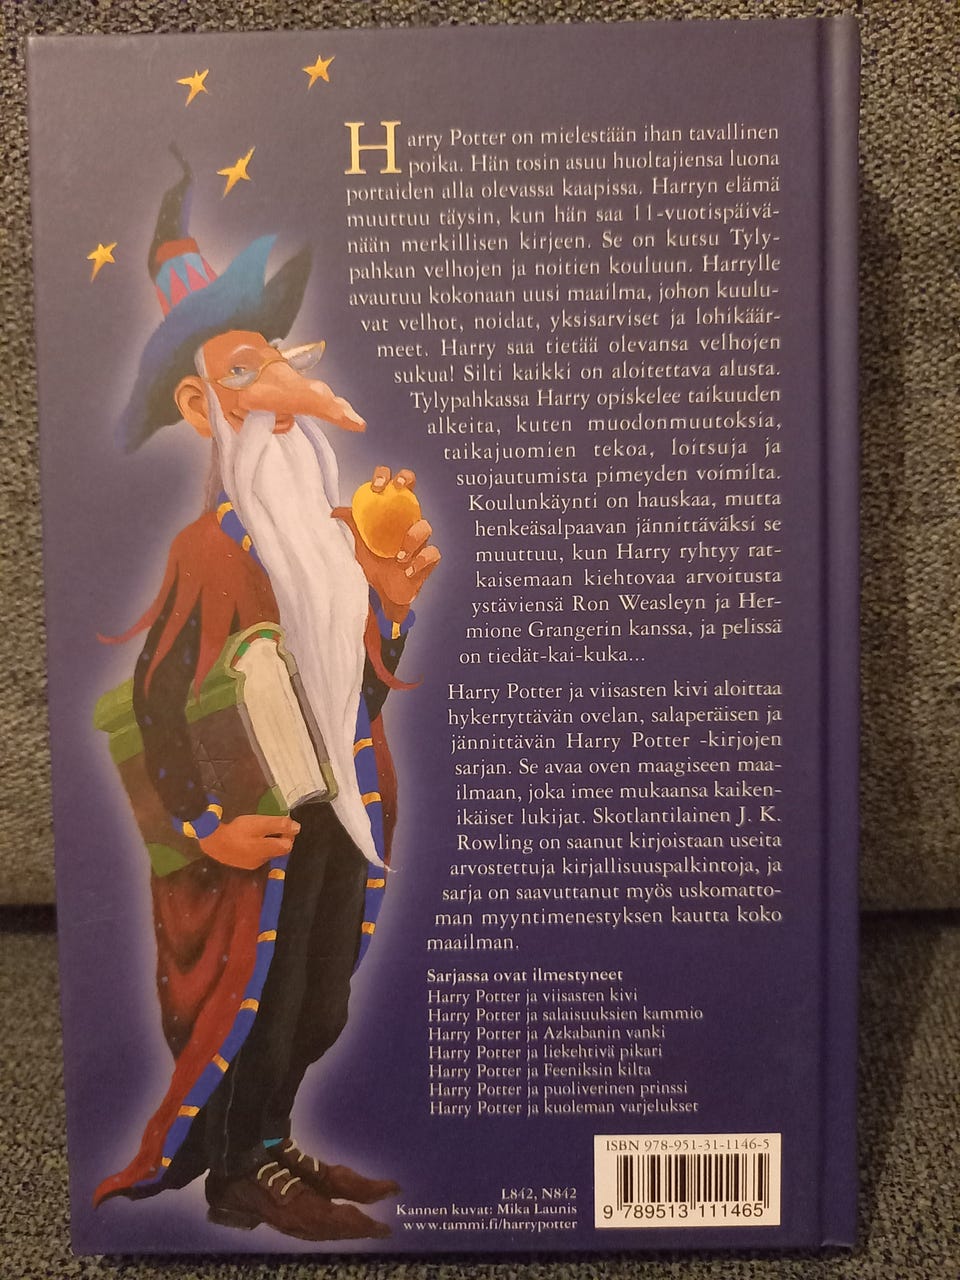 Harry Potter on mielestään ihan tavallinen
poika. Hän tosin asuu huoltajiensa luona
portaiden alla olevassa kaapissa. Harryn elämä
muuttuu täysin, kun hän saa 11-vuotispäivä-
nään merkillisen kirjeen. Se on kutsu Tyly-
pahkan velhojen ja noitien kouluun. Harrylle
avautuu kokonaan uusi maailma, johon kuulu-
vat velhot, noidat, yksisarviset ja lohikäär-
meet. Harry saa tietää olevansa velhojen
sukua! Silti kaikki on aloitettava alusta.
Tylypahkassa Harry opiskelee taikuuden
alkeita, kuten muodonmuutoksia,
taikajuomien tekoa, loitsuja ja
suojautumista pimeyden voimilta.
Koulunkäynti on hauskaa, mutta
henkeäsalpaavan jännittäväksi se
muuttuu, kun Harry ryhtyy rat-
kaisemaan kiehtovaa arvoitusta
ystäviensä Ron Weasleyn ja Her-
mione Grangerin kanssa, ja pelissä
on tiedät-kai-kuka...
Harry Potter ja viisasten kivi aloittaa
hykerryttävän ovelan, salaperäisen ja
jännittävän Harry Potter -kirjojen
sarjan. Se avaa oven maagiseen maa-
ilmaan, joka imee mukaansa kaiken-
ikäiset lukijat. Skotlantilainen J. K.
Rowling on saanut kirjoistaan useita
arvostettuja kirjallisuuspalkintoja, ja
sarja on saavuttanut myös uskomatto-
man myyntimenestyksen kautta koko
maailman.
Sarjassa ovat ilmestyneet
Harry Potter ja viisasten kivi
Harry Potter ja salaisuuksien kammio
Harry Potter ja Azkabanin vanki
Harry Potter ja liekehtivä pikari
Harry Potter ja Feeniksin kilta
Harry Potter ja puoliverinen prinssi
Harry Potter ja kuoleman varjelukset
ISBN 978-951-31-1146-5
L842, N842
Kannen kuvat: Mika Launis
www.tammi.fi/harrypotter
9 789513 111465